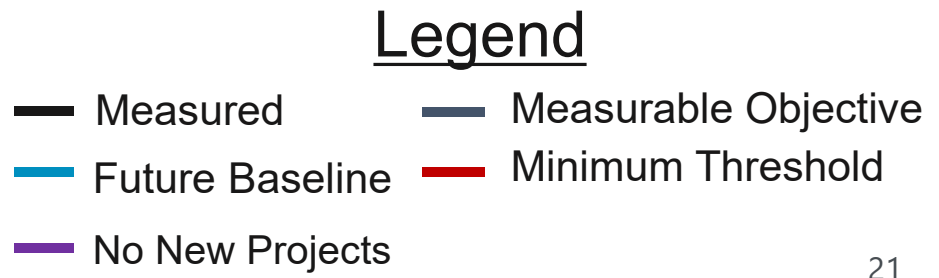 Legend
Measured
Measurable Objective
Future Baseline
Minimum Threshold
No New Projects
21